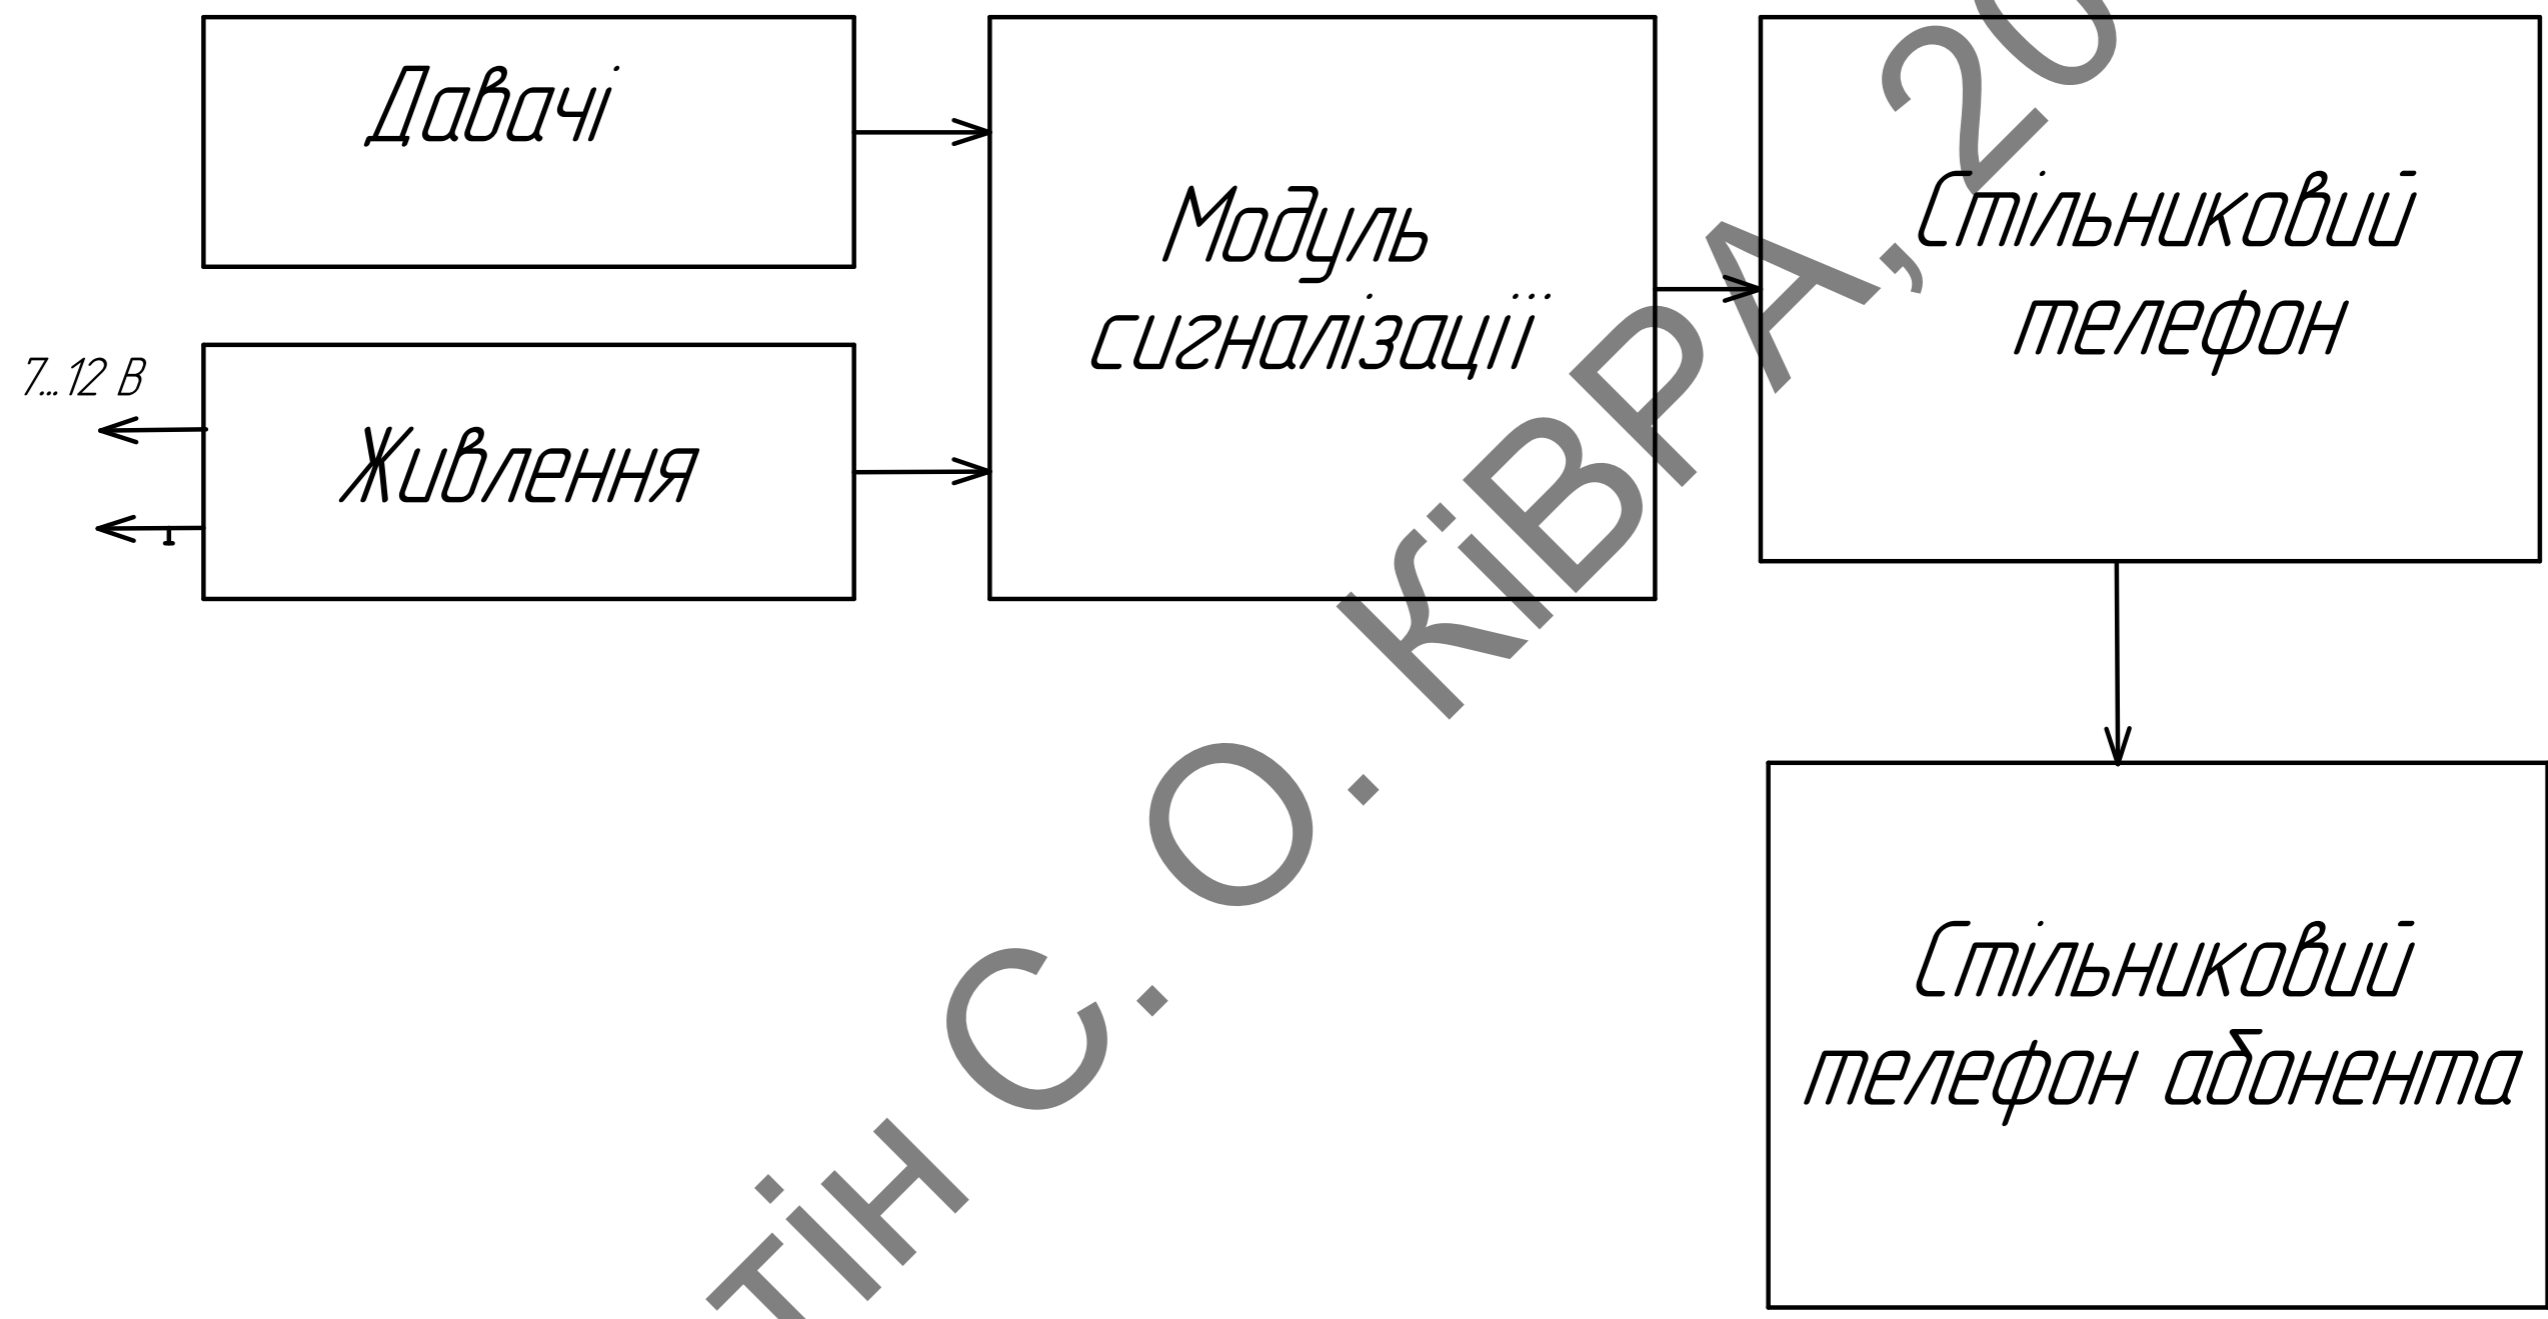 Давачі
Модуль
сигналізації
Стільниковий
телефон
7...12 В
Живлення
Стільниковий
телефон абонента
тін С. О. КіВРА, 20